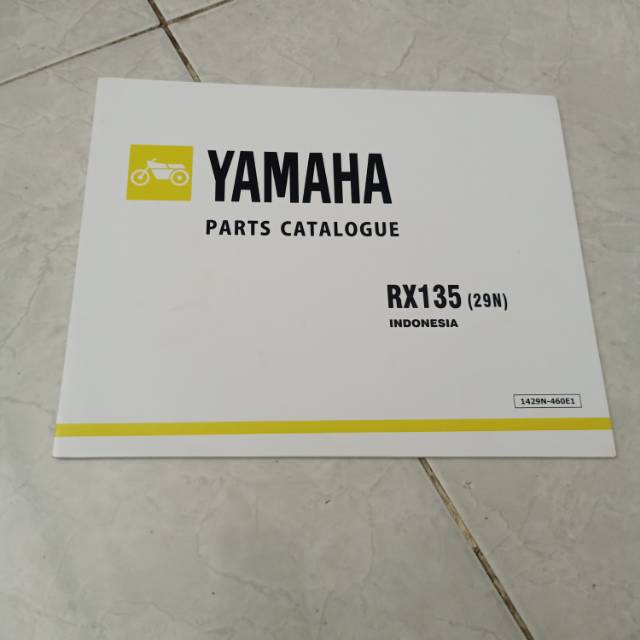 YAMAHA
PARTS CATALOGUE
RX135 (29N)
INDONESIA
1429N-460E1